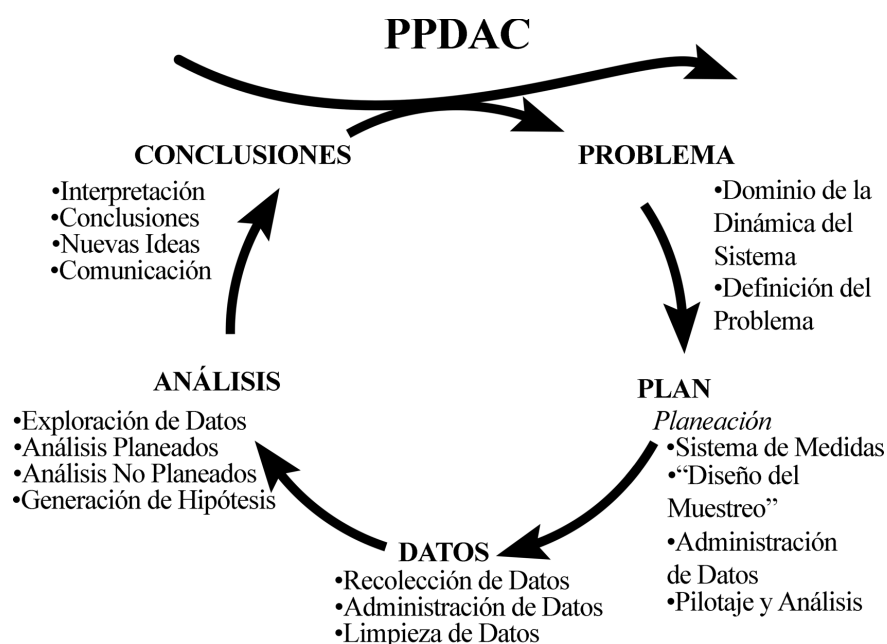 PPDAC
CONCLUSIONES
•Interpretación
•Conclusiones
•Nuevas Ideas
•Comunicación
PROBLEMA
•Dominio de la
Dinámica del
Sistema
•Definición del
Problema
PLAN
Planeación
•Sistema de Medidas
•“Diseño del
Muestreo”
•Administración
de Datos
•Pilotaje y Análisis
DATOS
•Recolección de Datos
•Administración de Datos
•Limpieza de Datos
ANÁLISIS
•Exploración de Datos
•Análisis Planeados
•Análisis No Planeados
•Generación de Hipótesis